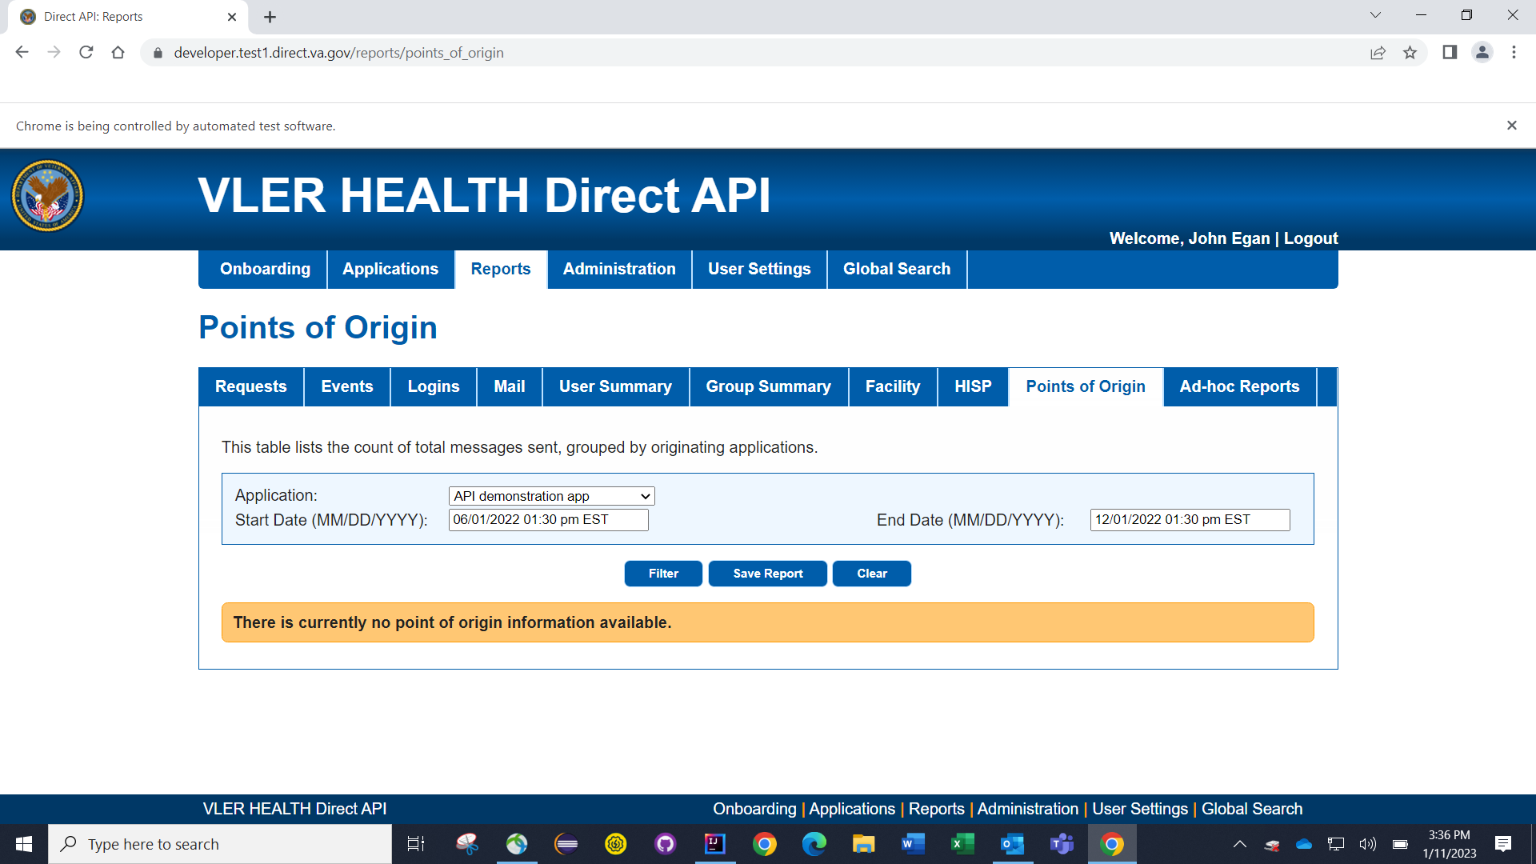 Direct API: Reports
developer.test1.direct.va.gov/reports/points_of_origin
Chrome is being controlled by automated test software.
VLER HEALTH Direct API
Welcome, John Egan | Logout
Onboarding Applications Reports Administration User Settings Global Search
Points of Origin
Requests Events Logins Mail User Summary Group Summary Facility HISP Points of Origin Ad-hoc Reports
This table lists the count of total messages sent, grouped by originating applications.
Application: API demonstration app
Start Date (MM/DD/YYYY): 06/01/2022 01:30 pm EST End Date (MM/DD/YYYY): 12/01/2022 01:30 pm EST
Filter Save Report Clear
There is currently no point of origin information available.
VLER HEALTH Direct API Onboarding | Applications | Reports | Administration | User Settings | Global Search
Type here to search
3:36 PM
1/11/2023